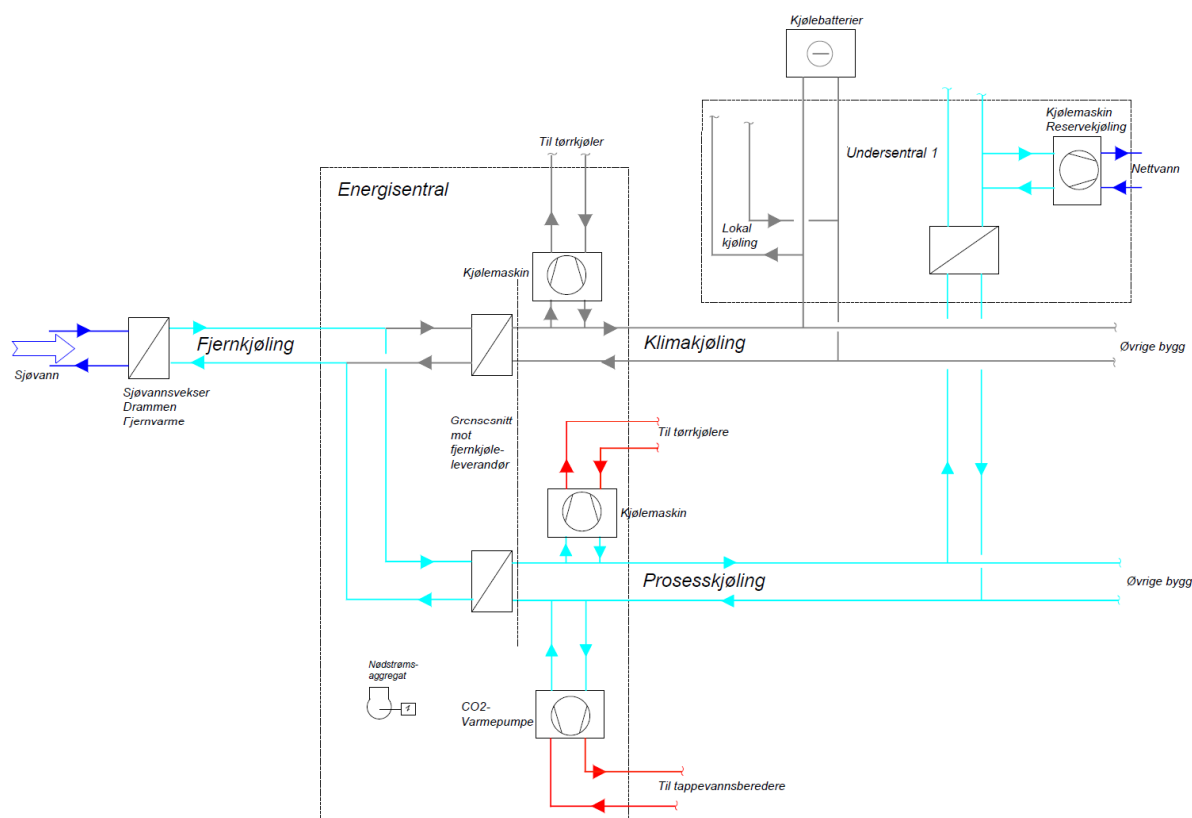 Kjølebatterier
Kjølemaskin
Reservekjøling
Undersentral 1
Nettvann
Til tørrkjøler
Energisentral
Lokal
kjøling
Kjølemaskin
Fjernkjøling
Klimakjøling
Øvrige bygg
Sjøvann
Sjøvannsvekser
Drammen
Fjernvarme
Grensesnitt
mot
fjernkjøle-
leverandør
Til tørrkjølere
Kjølemaskin
Prosesskjøling
Øvrige bygg
Nødstrøms-
aggregat
CO2-
Varmepumpe
Til tappevannsberedere